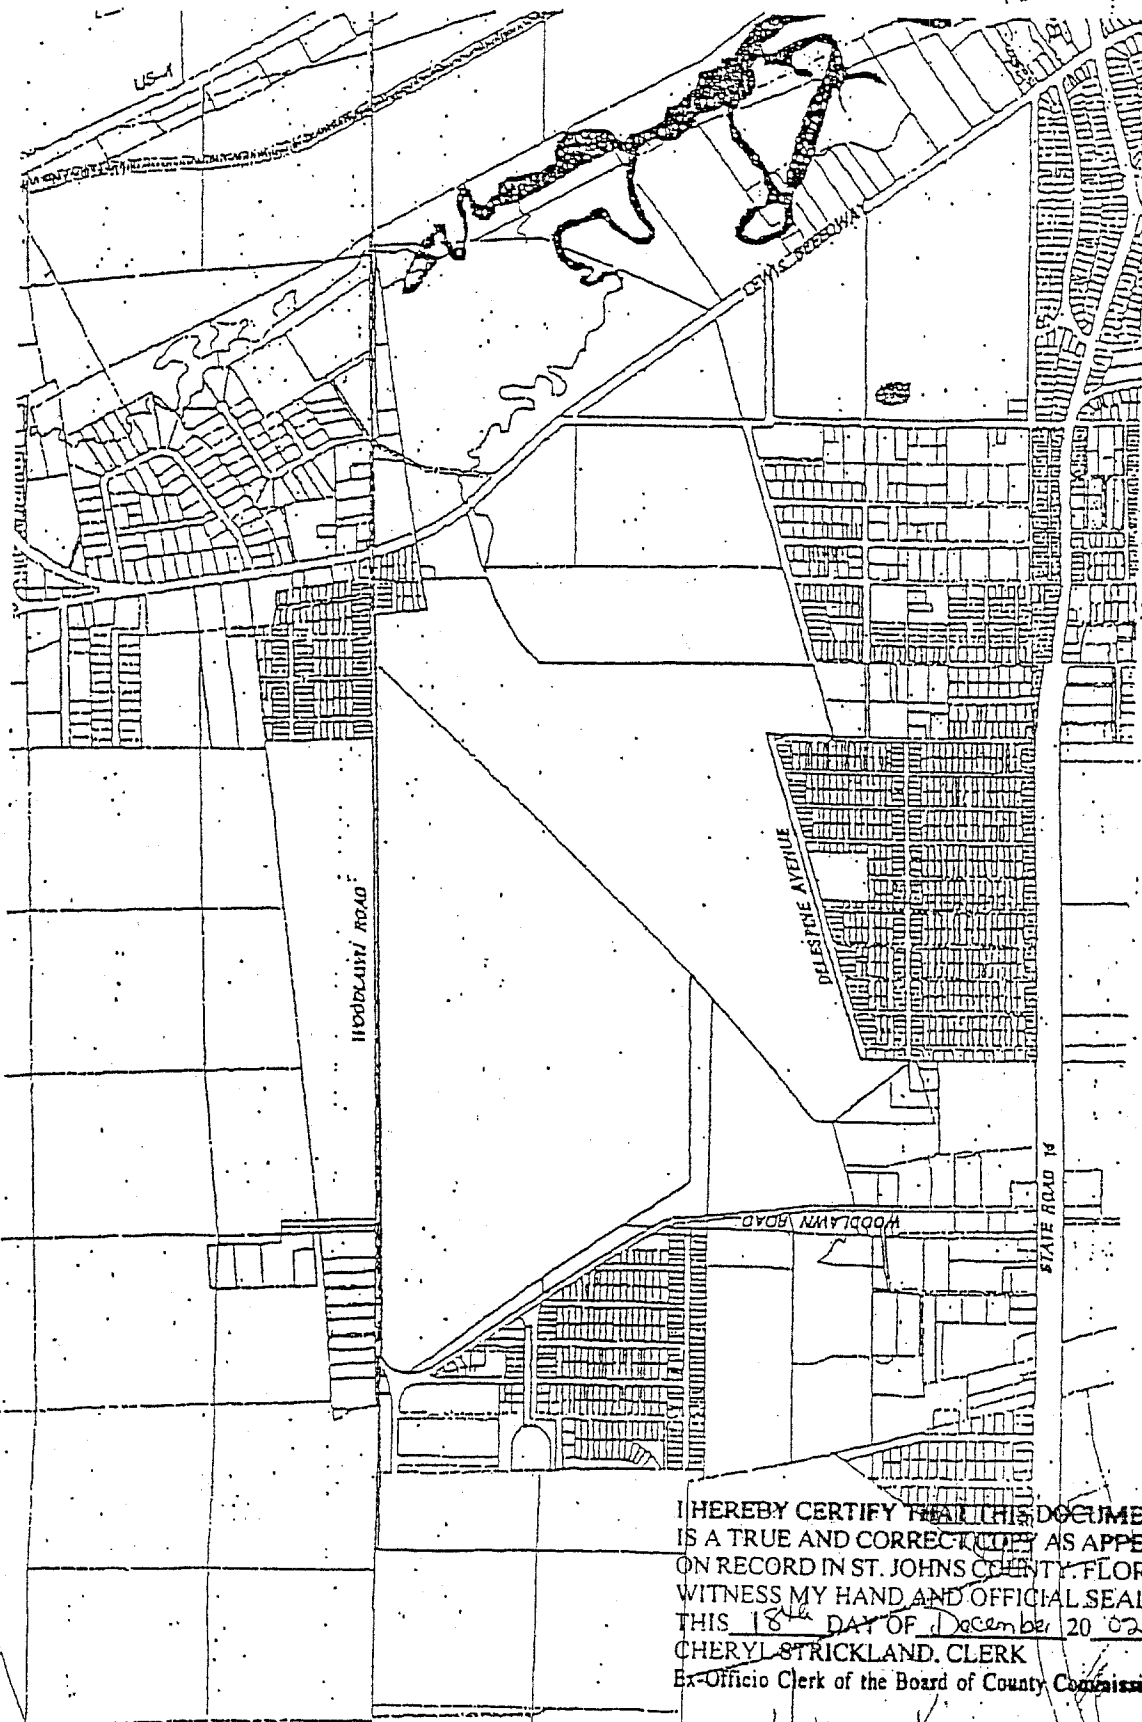 US-1
LEWIS SPEEDWAY
WOODLAWN ROAD
DELESPINE AVENUE
WOODLAWN ROAD
STATE ROAD 16
I HEREBY CERTIFY THAT THIS DOCUME
IS A TRUE AND CORRECT COPY AS APPE
ON RECORD IN ST. JOHNS COUNTY. FLOR
WITNESS MY HAND AND OFFICIAL SEAL
THIS 18th DAY OF December 20 02
CHERYL STRICKLAND. CLERK
Ex-Officio Clerk of the Board of County Commissi